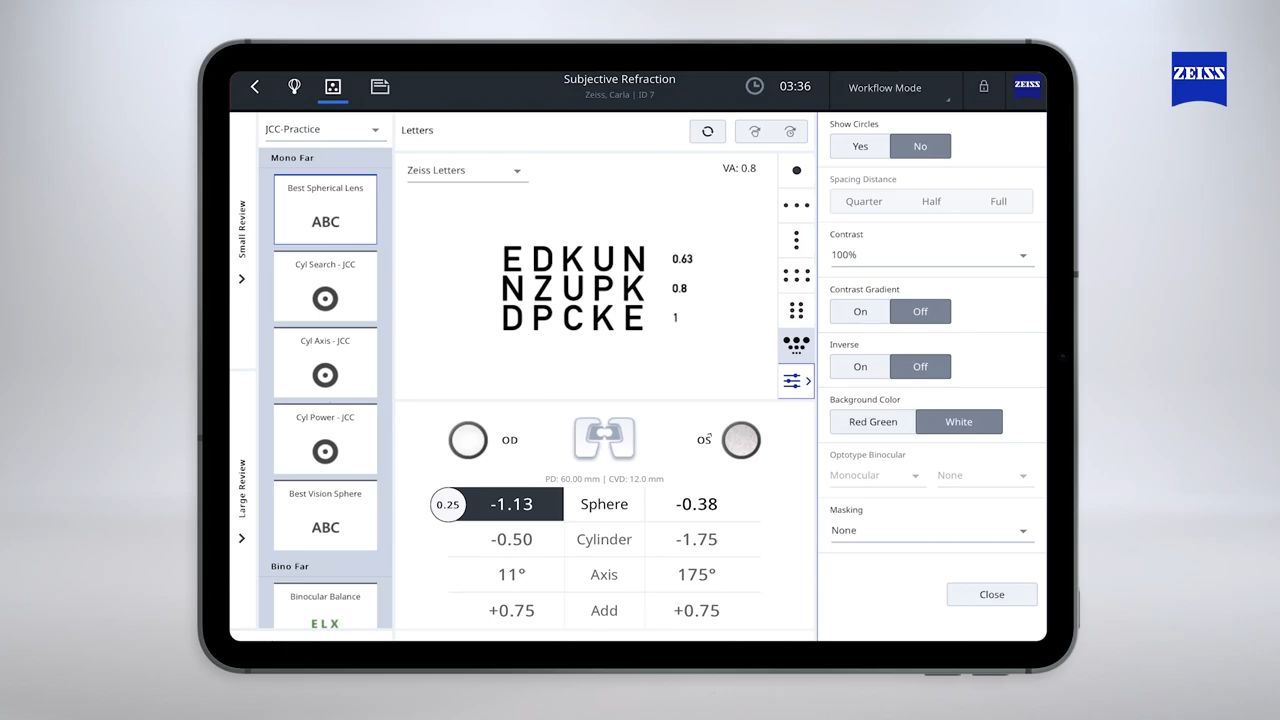 ZEISS
Subjective Refraction
Zeiss, Carla | ID 7
03:36
Workflow Mode
ZEISS
JCC-Practice
Letters
Small Review
Large Review
Mono Far
Best Spherical Lens
ABC
Cyl Search - JCC
Cyl Axis - JCC
Cyl Power - JCC
Best Vision Sphere
ABC
Bino Far
Binocular Balance
ELX
Zeiss Letters
VA: 0.8
EDKUN 0.63
NZUPK 0.8
DPCKE 1
OD
OS
PD: 60.00 mm | CVD: 12.0 mm
0.25 -1.13 Sphere -0.38
-0.50 Cylinder -1.75
11° Axis 175°
+0.75 Add +0.75
Show Circles
Yes No
Spacing Distance
Quarter Half Full
Contrast
100%
Contrast Gradient
On Off
Inverse
On Off
Background Color
Red Green White
Optotype Binocular
Monocular None
Masking
None
Close